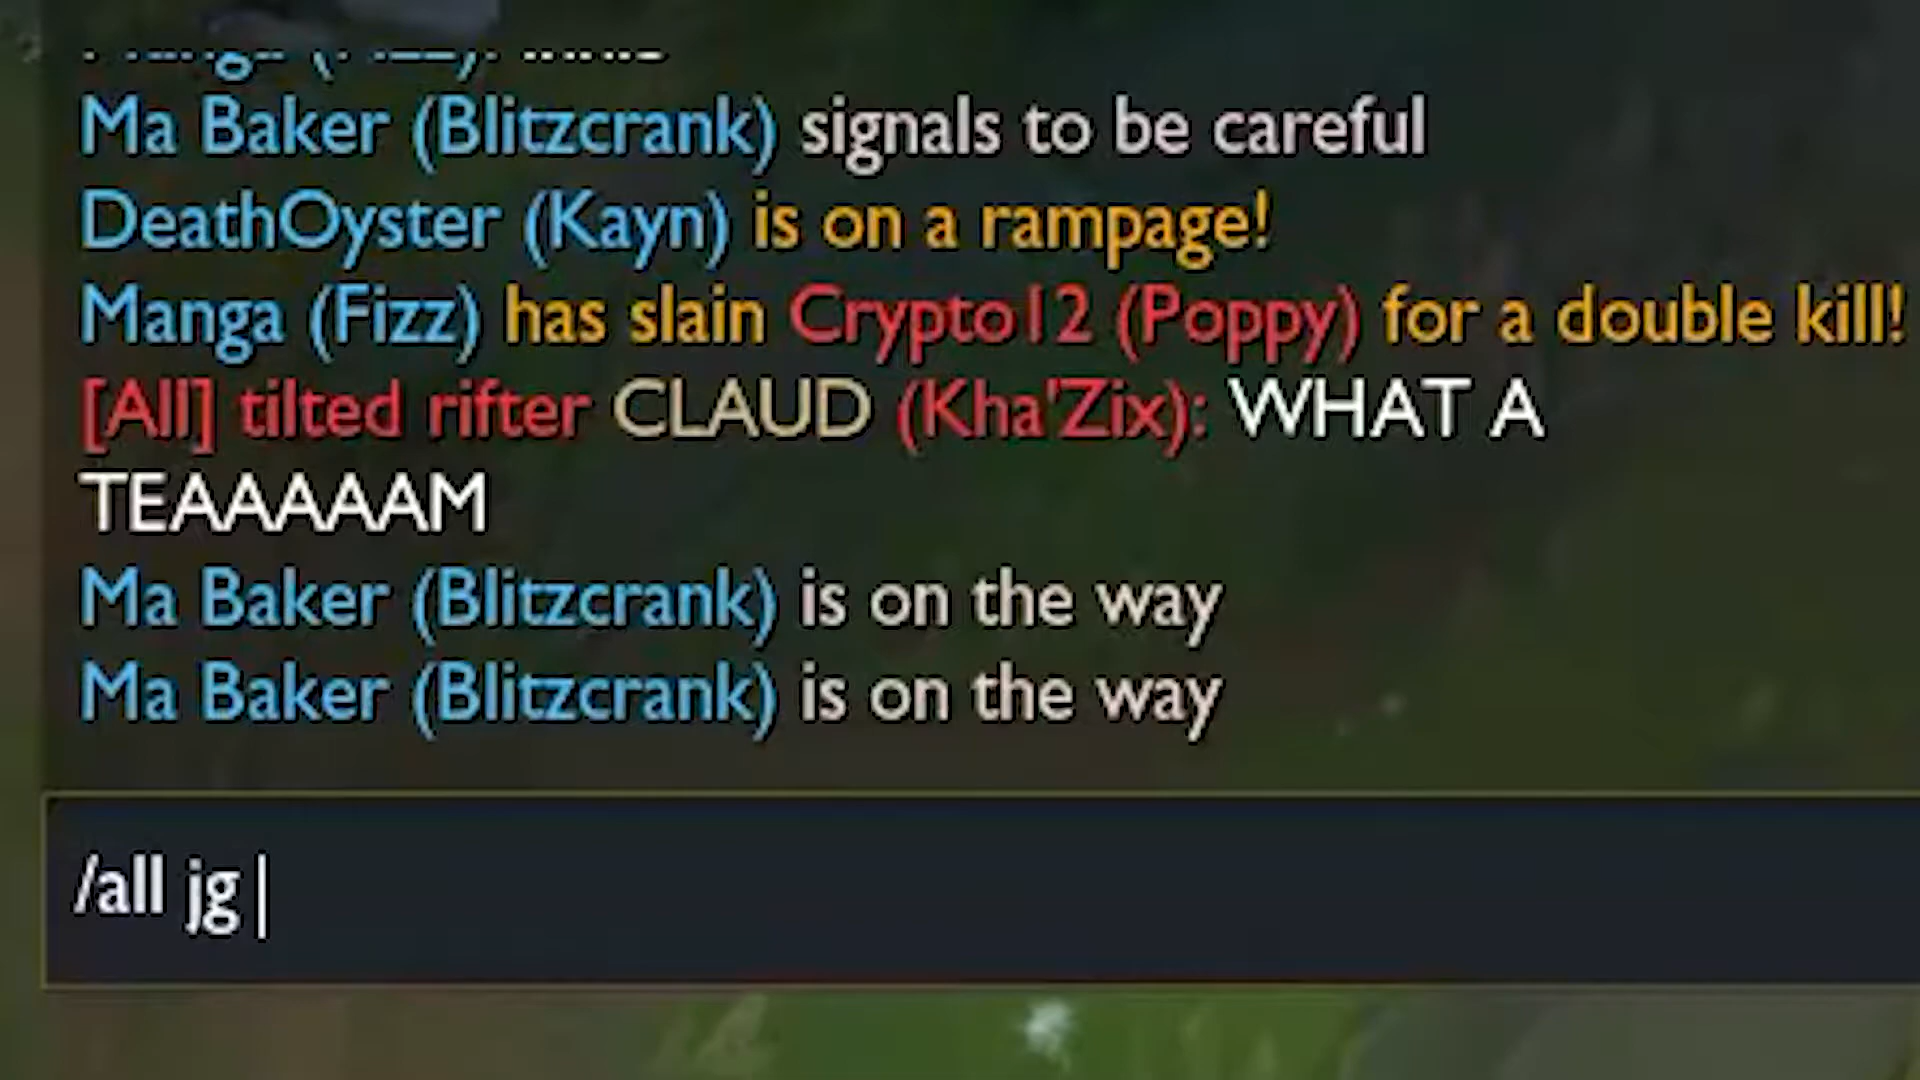 Ma Baker (Blitzcrank) signals to be careful
DeathOyster (Kayn) is on a rampage!
Manga (Fizz) has slain Crypto12 (Poppy) for a double kill!
[All] tilted rifter CLAUD (Kha'Zix): WHAT A
TEAAAAAAM
Ma Baker (Blitzcrank) is on the way
Ma Baker (Blitzcrank) is on the way
/all jg